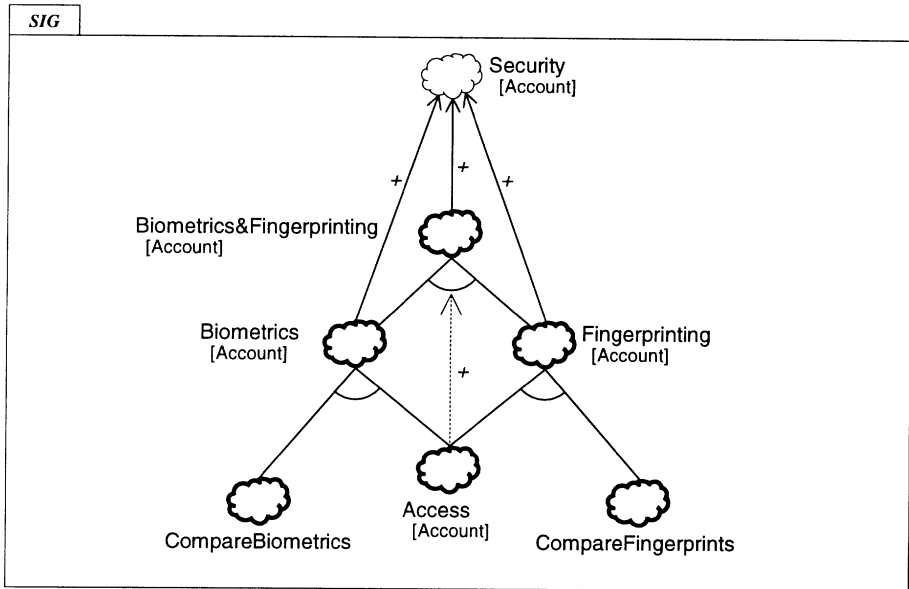 SIG
Security
[Account]
+ + +
Biometrics&Fingerprinting
[Account]
Biometrics
[Account]
Fingerprinting
[Account]
+
Access
[Account]
CompareBiometrics
CompareFingerprints